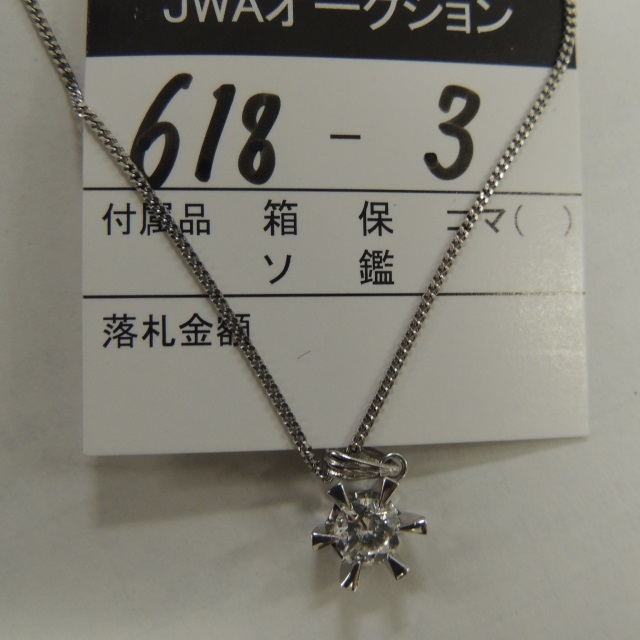 JWAオークション
618 - 3
付属品 箱 保 コマ( )
ソ 鑑
落札金額